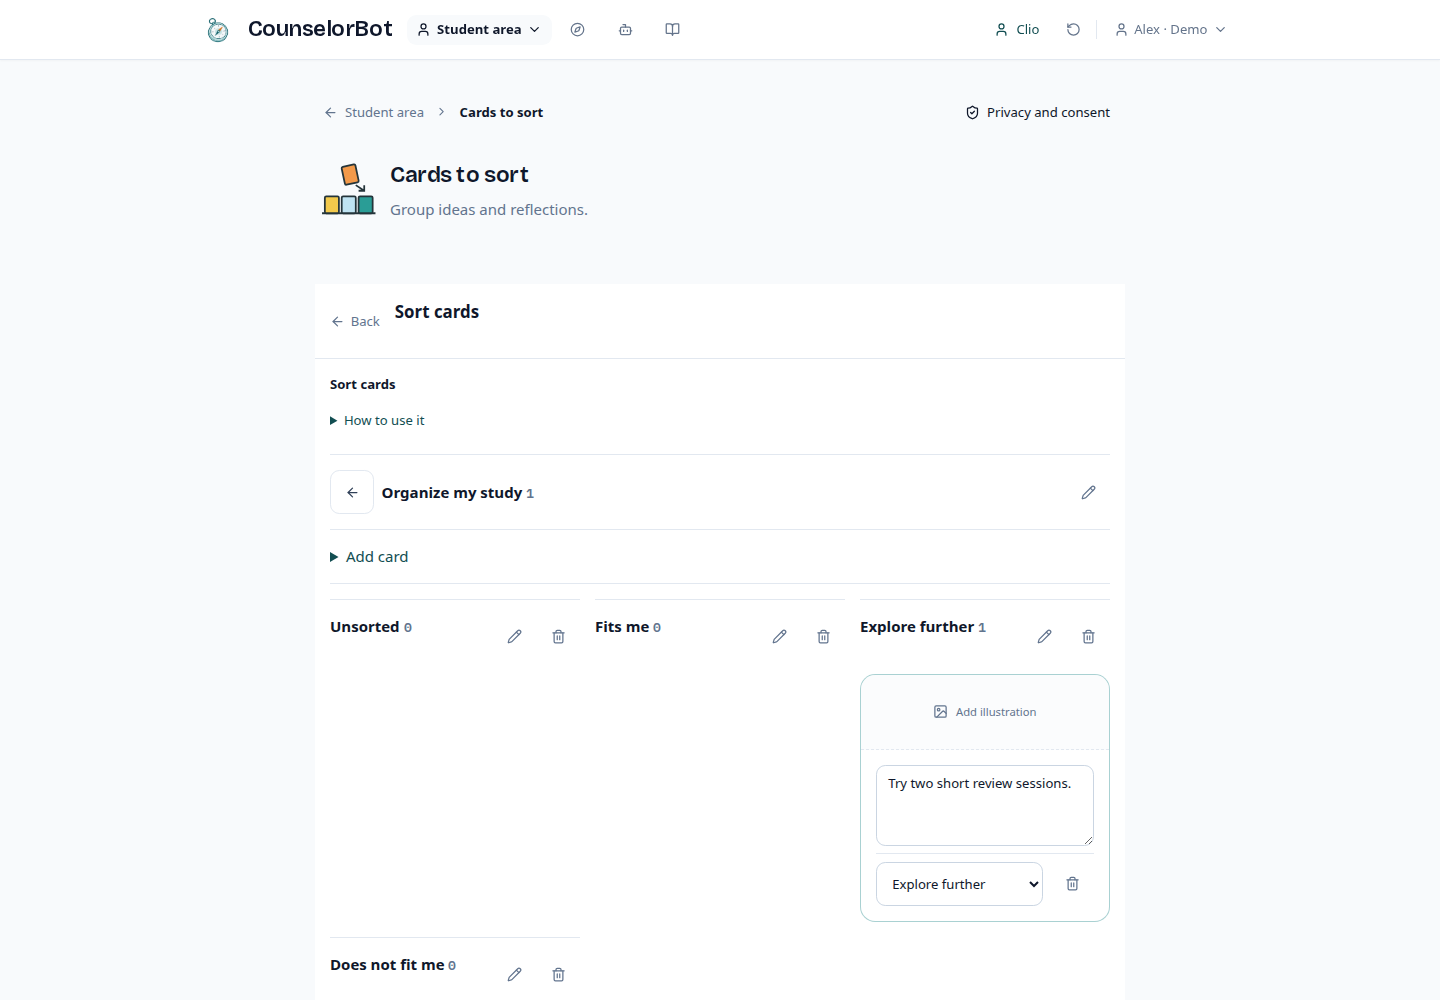 CounselorBot
Student area
Clio
Alex · Demo
Student area
Cards to sort
Privacy and consent
Cards to sort
Group ideas and reflections.
Back
Sort cards
Sort cards
How to use it
Organize my study 1
Add card
Unsorted 0
Fits me 0
Explore further 1
Add illustration
Try two short review sessions.
Explore further
Does not fit me 0